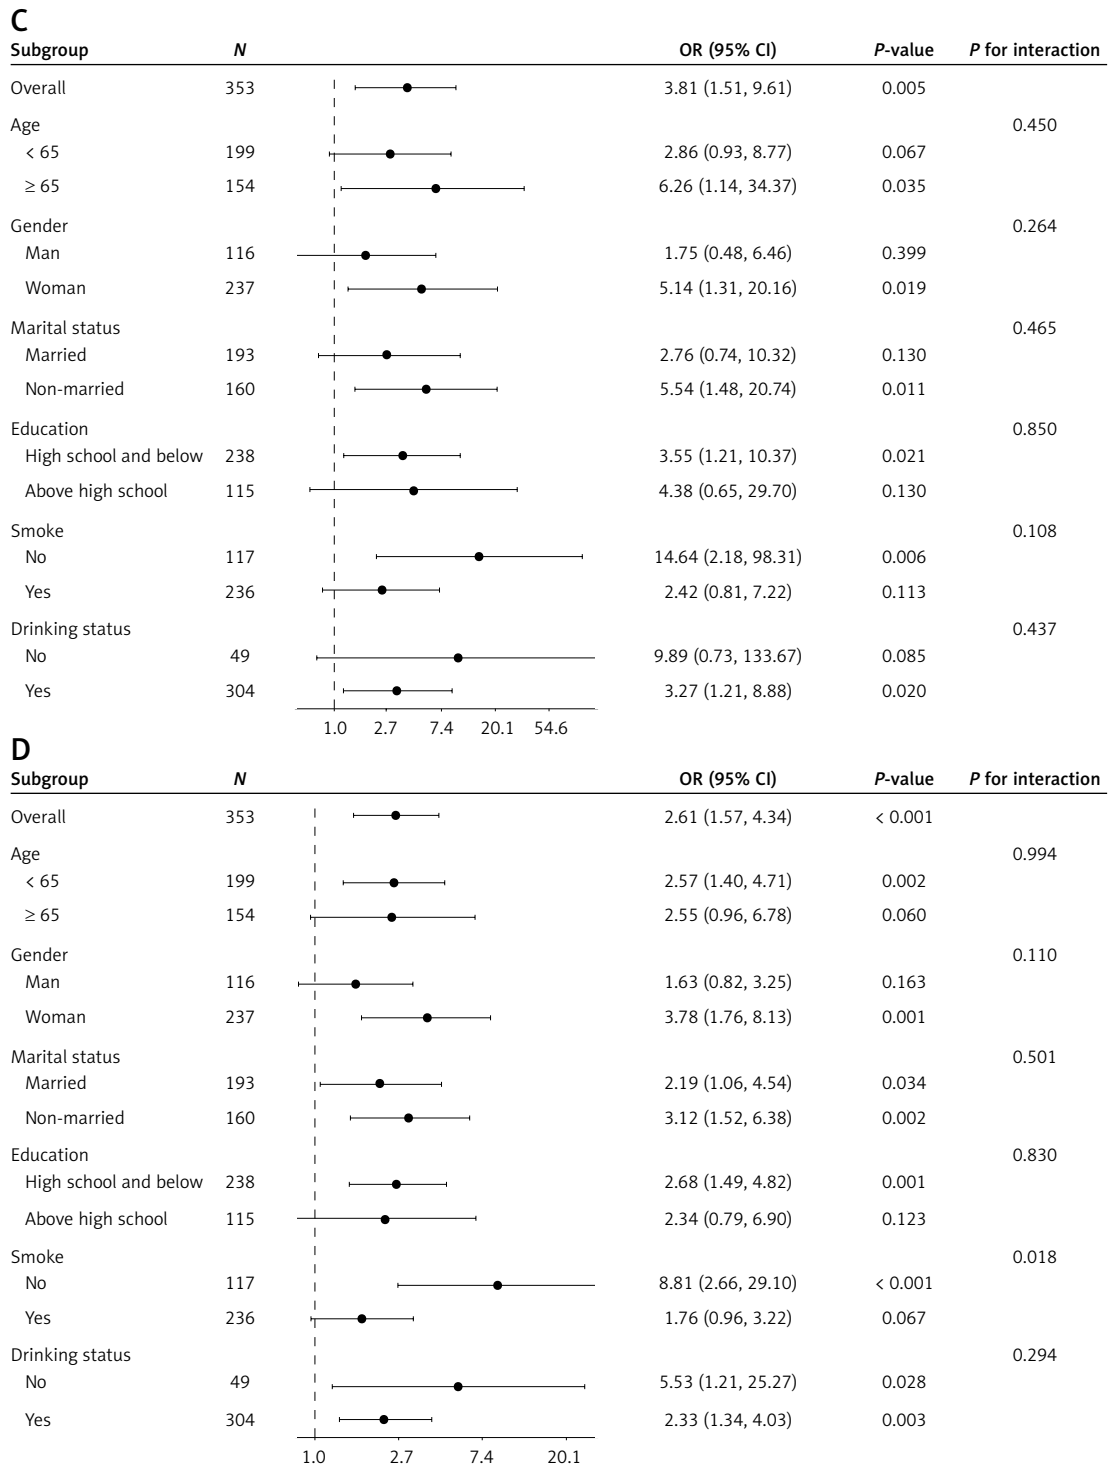 C
Subgroup N OR (95% CI) P-value P for interaction
Overall 353 3.81 (1.51, 9.61) 0.005
Age 0.450
< 65 199 2.86 (0.93, 8.77) 0.067
≥ 65 154 6.26 (1.14, 34.37) 0.035
Gender 0.264
Man 116 1.75 (0.48, 6.46) 0.399
Woman 237 5.14 (1.31, 20.16) 0.019
Marital status 0.465
Married 193 2.76 (0.74, 10.32) 0.130
Non-married 160 5.54 (1.48, 20.74) 0.011
Education 0.850
High school and below 238 3.55 (1.21, 10.37) 0.021
Above high school 115 4.38 (0.65, 29.70) 0.130
Smoke 0.108
No 117 14.64 (2.18, 98.31) 0.006
Yes 236 2.42 (0.81, 7.22) 0.113
Drinking status 0.437
No 49 9.89 (0.73, 133.67) 0.085
Yes 304 3.27 (1.21, 8.88) 0.020
1.0 2.7 7.4 20.1 54.6
D
Subgroup N OR (95% CI) P-value P for interaction
Overall 353 2.61 (1.57, 4.34) < 0.001
Age 0.994
< 65 199 2.57 (1.40, 4.71) 0.002
≥ 65 154 2.55 (0.96, 6.78) 0.060
Gender 0.110
Man 116 1.63 (0.82, 3.25) 0.163
Woman 237 3.78 (1.76, 8.13) 0.001
Marital status 0.501
Married 193 2.19 (1.06, 4.54) 0.034
Non-married 160 3.12 (1.52, 6.38) 0.002
Education 0.830
High school and below 238 2.68 (1.49, 4.82) 0.001
Above high school 115 2.34 (0.79, 6.90) 0.123
Smoke 0.018
No 117 8.81 (2.66, 29.10) < 0.001
Yes 236 1.76 (0.96, 3.22) 0.067
Drinking status 0.294
No 49 5.53 (1.21, 25.27) 0.028
Yes 304 2.33 (1.34, 4.03) 0.003
1.0 2.7 7.4 20.1